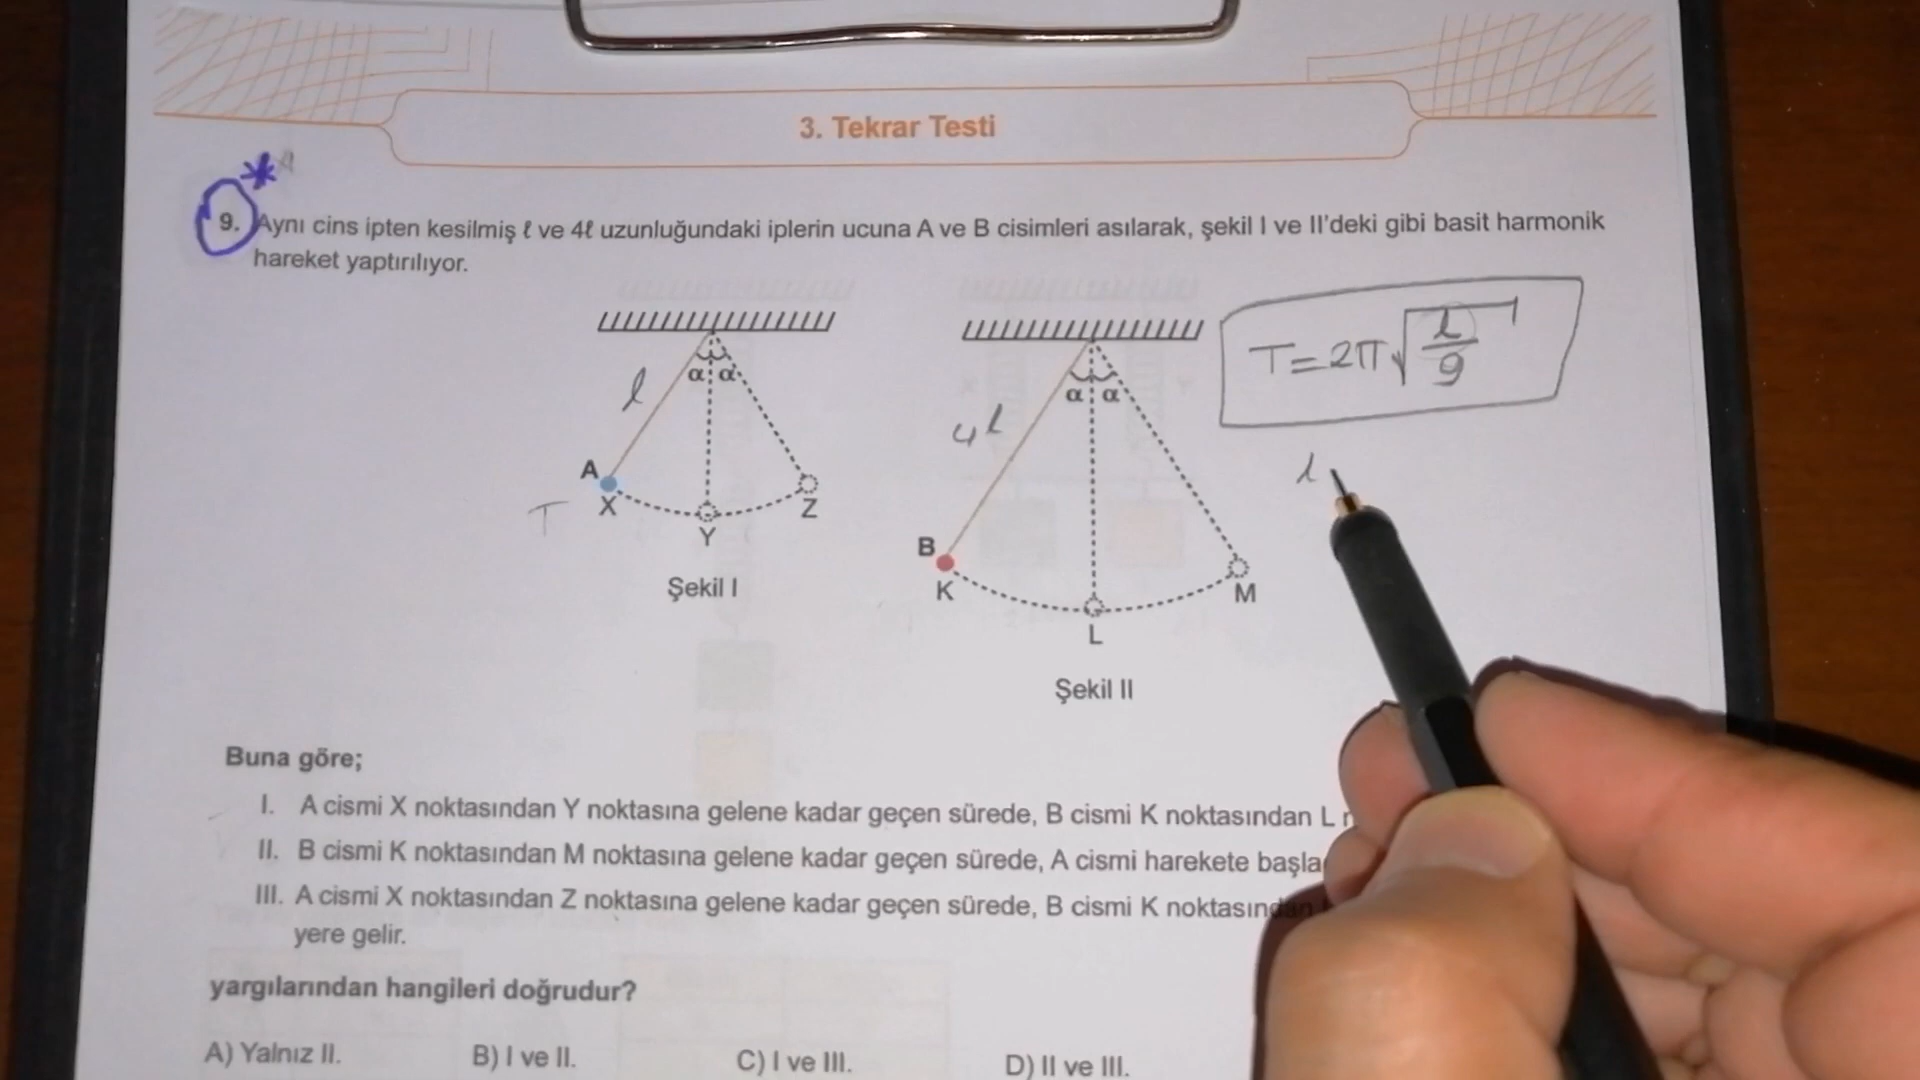 3. Tekrar Testi
9. Aynı cins ipten kesilmiş ℓ ve 4ℓ uzunluğundaki iplerin ucuna A ve B cisimleri asılarak, şekil I ve II'deki gibi basit harmonik
hareket yaptırılıyor.
T=2π√(l/g)
α α
α α
l
4l
l
A
X
Y
Z
T
B
K
L
M
Şekil I
Şekil II
Buna göre;
I. A cismi X noktasından Y noktasına gelene kadar geçen sürede, B cismi K noktasından L
II. B cismi K noktasından M noktasına gelene kadar geçen sürede, A cismi harekete
III. A cismi X noktasından Z noktasına gelene kadar geçen sürede, B cismi K noktasından
yere gelir.
yargılarından hangileri doğrudur?
A) Yalnız II. B) I ve II. C) I ve III. D) II ve III.